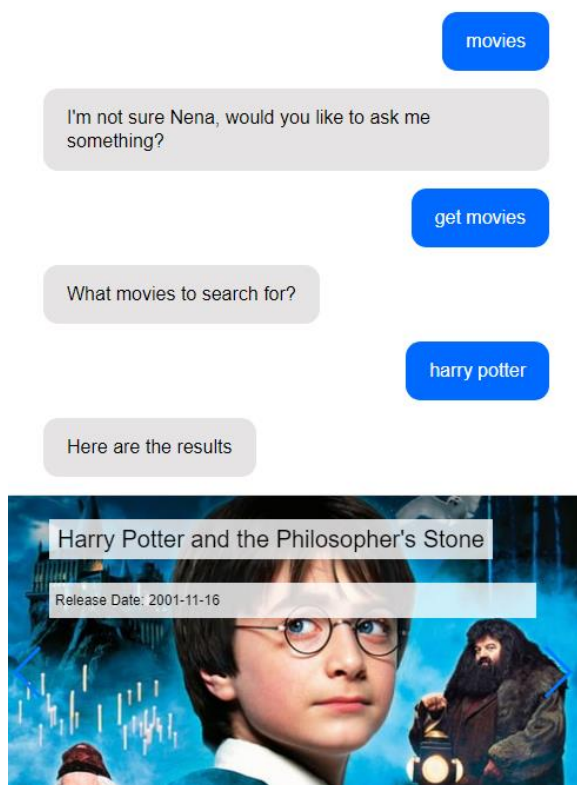 movies
I'm not sure Nena, would you like to ask me
something?
get movies
What movies to search for?
harry potter
Here are the results
Harry Potter and the Philosopher's Stone
Release Date: 2001-11-16